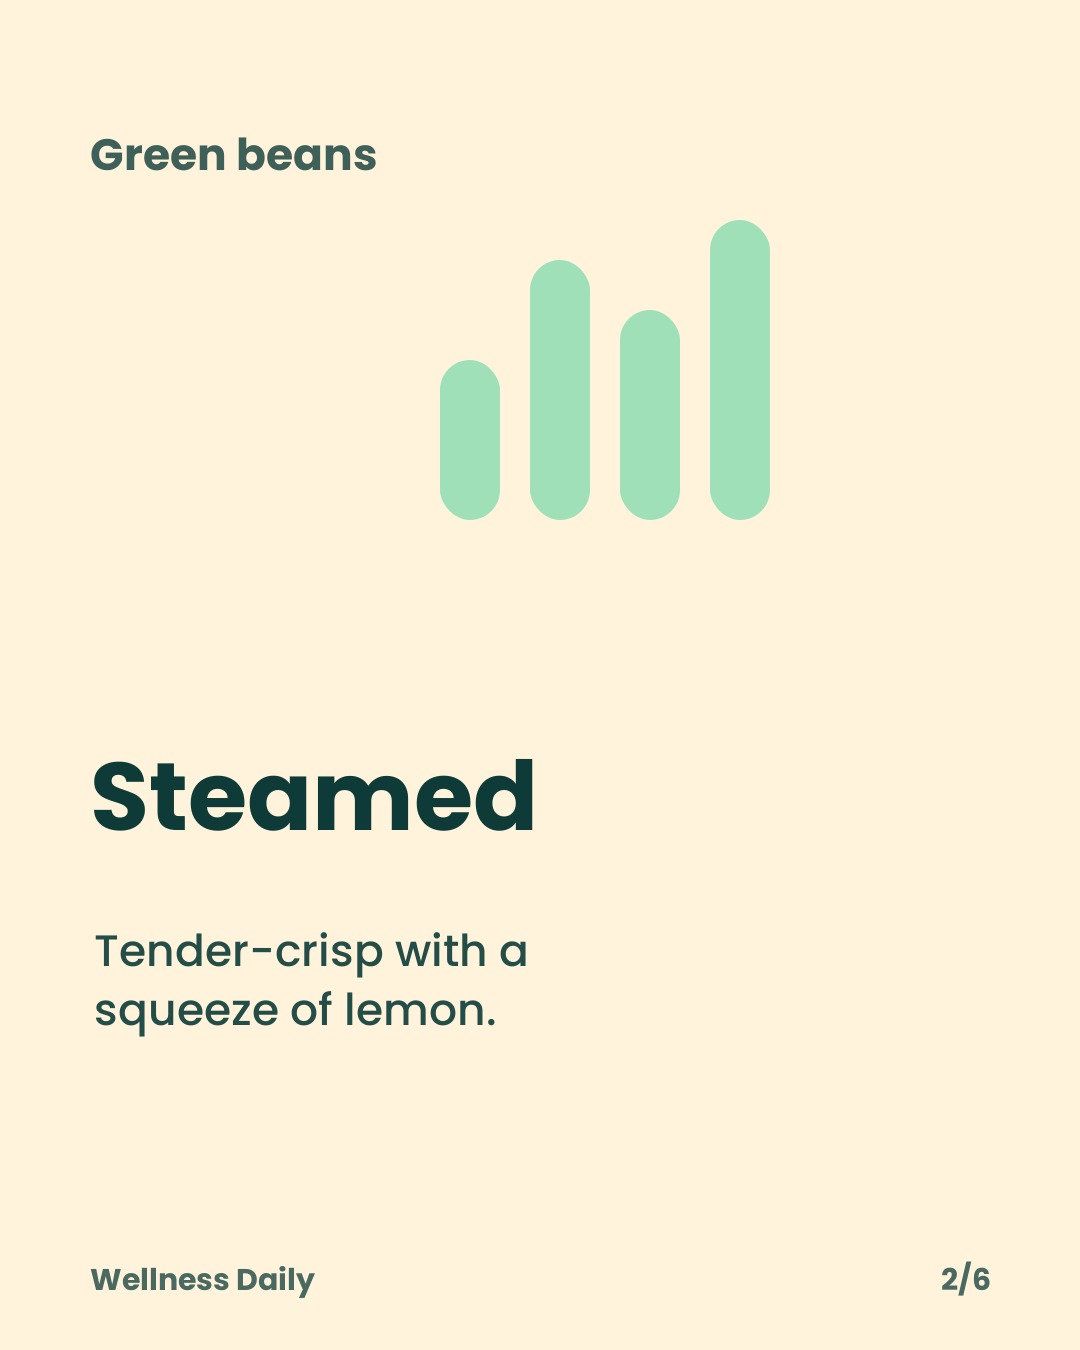 Green beans
Steamed
Tender-crisp with a
squeeze of lemon.
Wellness Daily
2/6